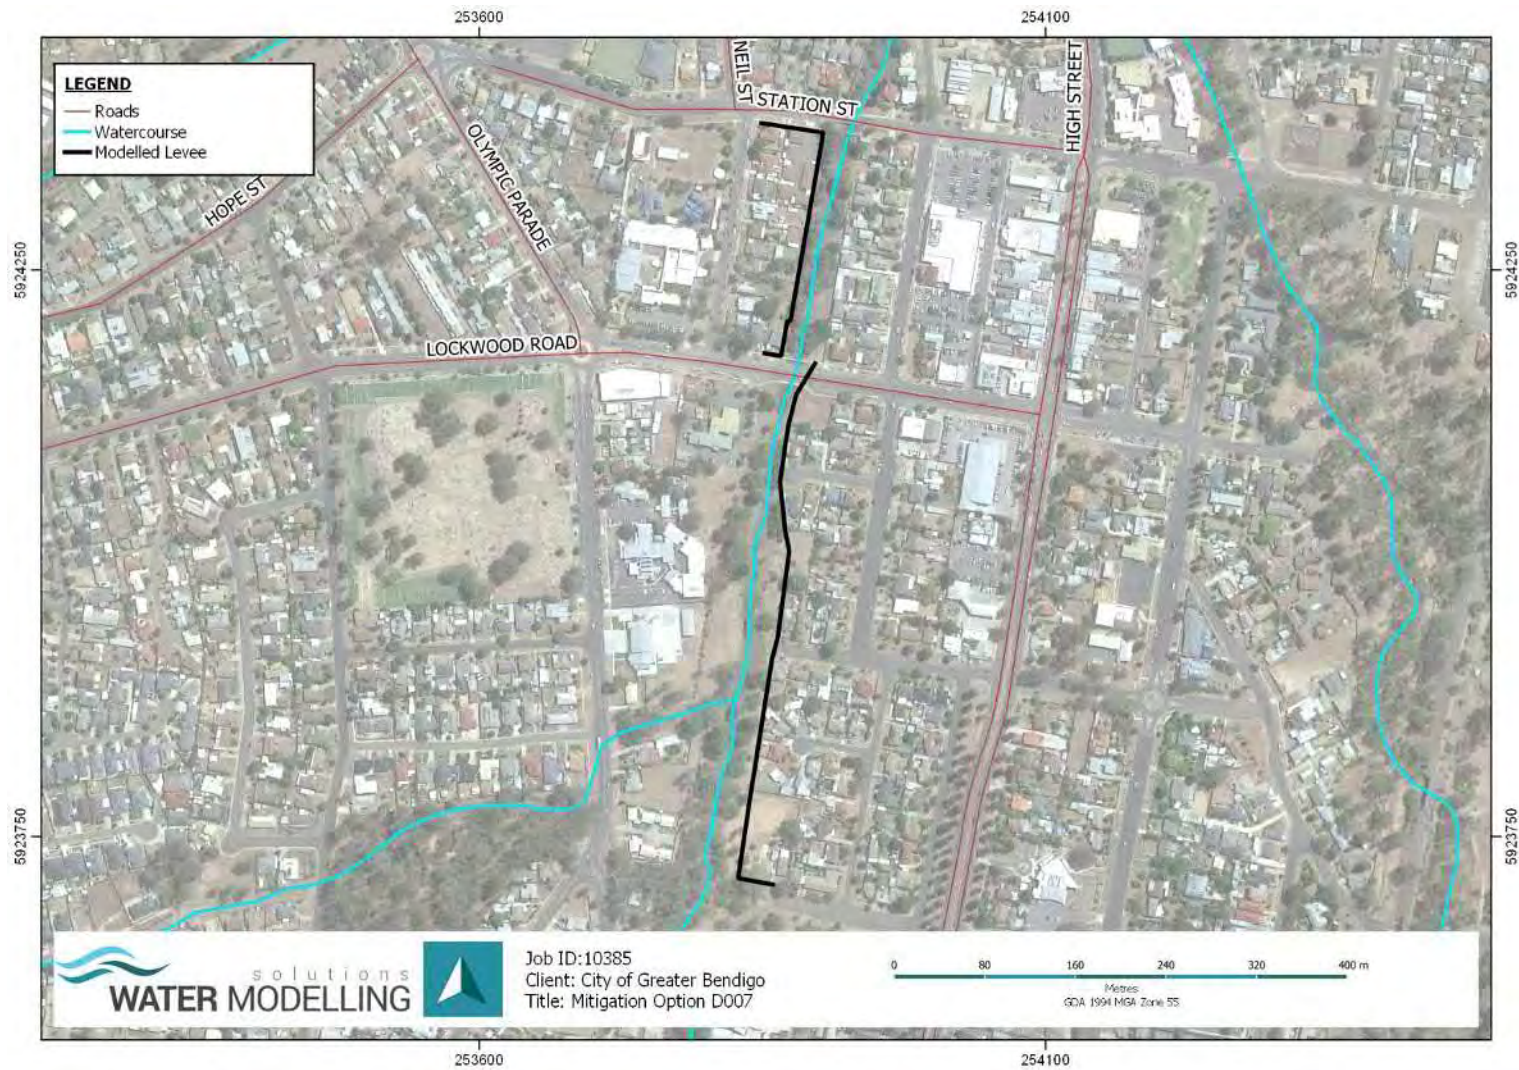 253600
254100
LEGEND
Roads
Watercourse
Modelled Levee
NEIL ST
STATION ST
HIGH STREET
OLYMPIC PARADE
HOPE ST
5924250
5924250
LOCKWOOD ROAD
5923750
5923750
solutions
WATER MODELLING
Job ID:10385
Client: City of Greater Bendigo
Title: Mitigation Option D007
0 80 160 240 320 400 m
Metres
GDA 1994 MGA Zone 55
253600
254100